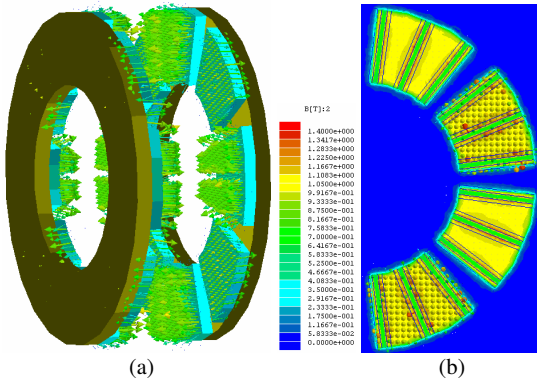 B[T]:2
1.4000e+000
1.3417e+000
1.2833e+000
1.2250e+000
1.1667e+000
1.1083e+000
1.0500e+000
9.9167e-001
9.3333e-001
8.7500e-001
8.1667e-001
7.5833e-001
7.0000e-001
6.4167e-001
5.8333e-001
5.2500e-001
4.6667e-001
4.0833e-001
3.5000e-001
2.9167e-001
2.3333e-001
1.7500e-001
1.1667e-001
5.8333e-002
0.0000e+000
(a)
(b)